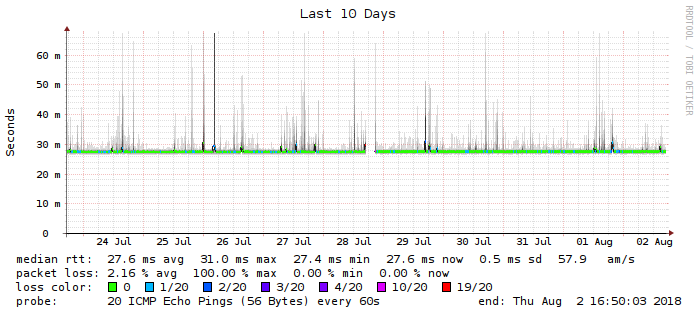 Last 10 Days
RRDTOOL / TOBI OETIKER
Seconds
60 m
50 m
40 m
30 m
20 m
10 m
0
24 Jul 25 Jul 26 Jul 27 Jul 28 Jul 29 Jul 30 Jul 31 Jul 01 Aug 02 Aug
median rtt: 27.6 ms avg 31.0 ms max 27.4 ms min 27.6 ms now 0.5 ms sd 57.9 am/s
packet loss: 2.16 % avg 100.00 % max 0.00 % min 0.00 % now
loss color: 0 1/20 2/20 3/20 4/20 10/20 19/20
probe: 20 ICMP Echo Pings (56 Bytes) every 60s end: Thu Aug 2 16:50:03 2018